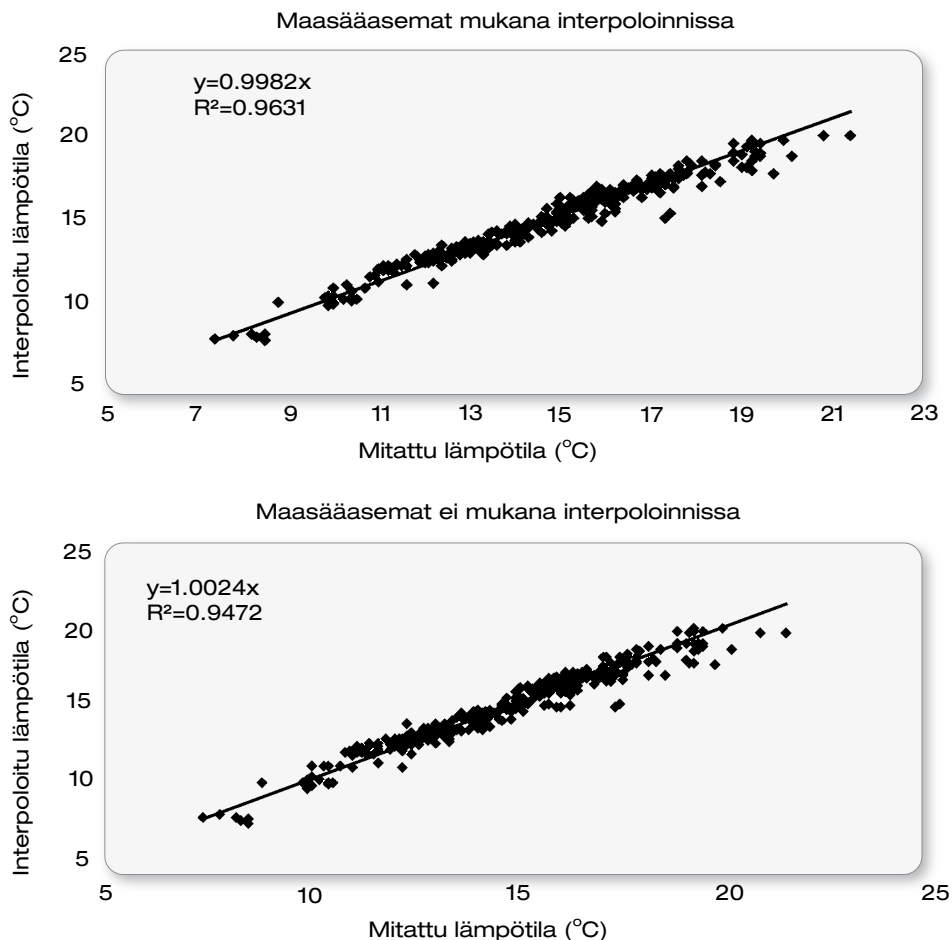 Maasääasemat mukana interpoloinnissa
y=0.9982x
R²=0.9631
Interpoloitu lämpötila (°C)
25
20
15
10
5
5 7 9 11 13 15 17 19 21 23
Mitattu lämpötila (°C)
Maasääasemat ei mukana interpoloinnissa
y=1.0024x
R²=0.9472
Interpoloitu lämpötila (°C)
25
20
15
10
5
5 10 15 20 25
Mitattu lämpötila (°C)